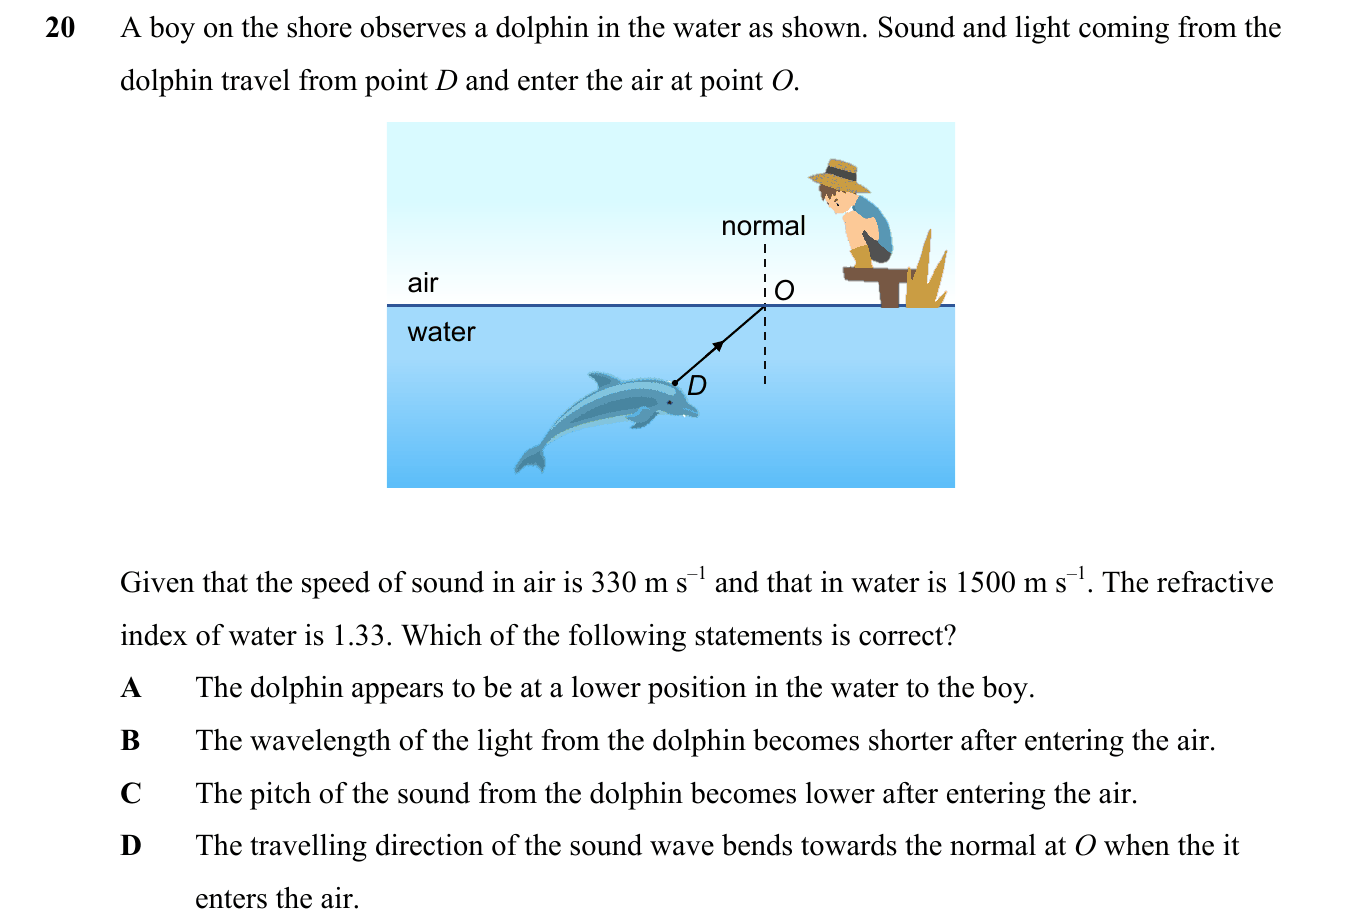 20 A boy on the shore observes a dolphin in the water as shown. Sound and light coming from the
dolphin travel from point D and enter the air at point O.
normal
air
O
water
D
Given that the speed of sound in air is 330 m s⁻¹ and that in water is 1500 m s⁻¹. The refractive
index of water is 1.33. Which of the following statements is correct?
A The dolphin appears to be at a lower position in the water to the boy.
B The wavelength of the light from the dolphin becomes shorter after entering the air.
C The pitch of the sound from the dolphin becomes lower after entering the air.
D The travelling direction of the sound wave bends towards the normal at O when the it
enters the air.